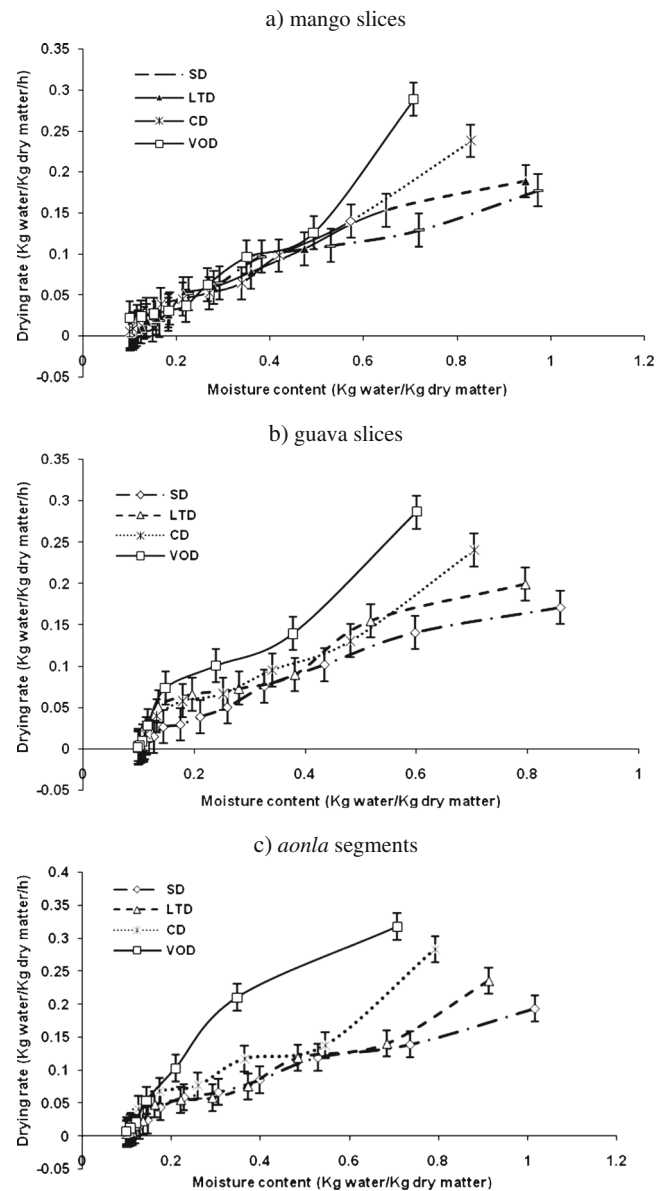 a) mango slices
0.35
0.3
0.25
0.2
0.15
0.1
0.05
0
-0.05
Drying rate (Kg water/Kg dry matter/h)
SD
LTD
CD
VOD
0 0.2 0.4 0.6 0.8 1 1.2
Moisture content (Kg water/Kg dry matter)
b) guava slices
0.35
0.3
0.25
0.2
0.15
0.1
0.05
0
-0.05
Drying rate (Kg water/Kg dry matter/h)
SD
LTD
CD
VOD
0 0.2 0.4 0.6 0.8 1
Moisture content (Kg water/Kg dry matter)
c) aonla segments
0.4
0.35
0.3
0.25
0.2
0.15
0.1
0.05
0
-0.05
Drying rate (Kg water/Kg dry matter/h)
SD
LTD
CD
VOD
0 0.2 0.4 0.6 0.8 1 1.2
Moisture content (Kg water/Kg dry matter)